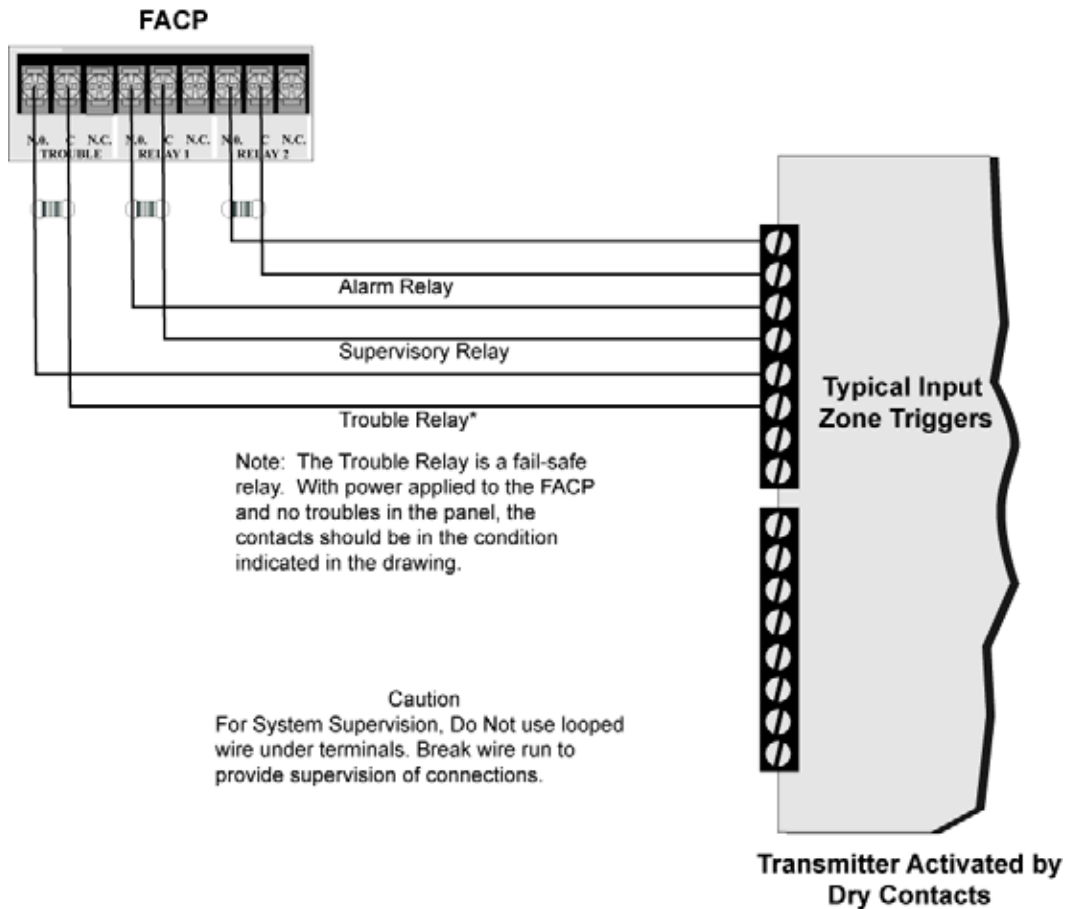 FACP
N.O. C N.C. N.O. C N.C. N.O. C N.C.
TROUBLE RELAY 1 RELAY 2
Alarm Relay
Supervisory Relay
Trouble Relay*
Typical Input
Zone Triggers
Note: The Trouble Relay is a fail-safe
relay. With power applied to the FACP
and no troubles in the panel, the
contacts should be in the condition
indicated in the drawing.
Caution
For System Supervision, Do Not use looped
wire under terminals. Break wire run to
provide supervision of connections.
Transmitter Activated by
Dry Contacts